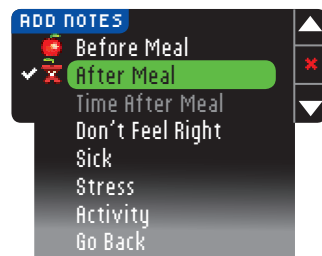 ADD NOTES
Before Meal
After Meal
Time After Meal
Don't Feel Right
Sick
Stress
Activity
Go Back